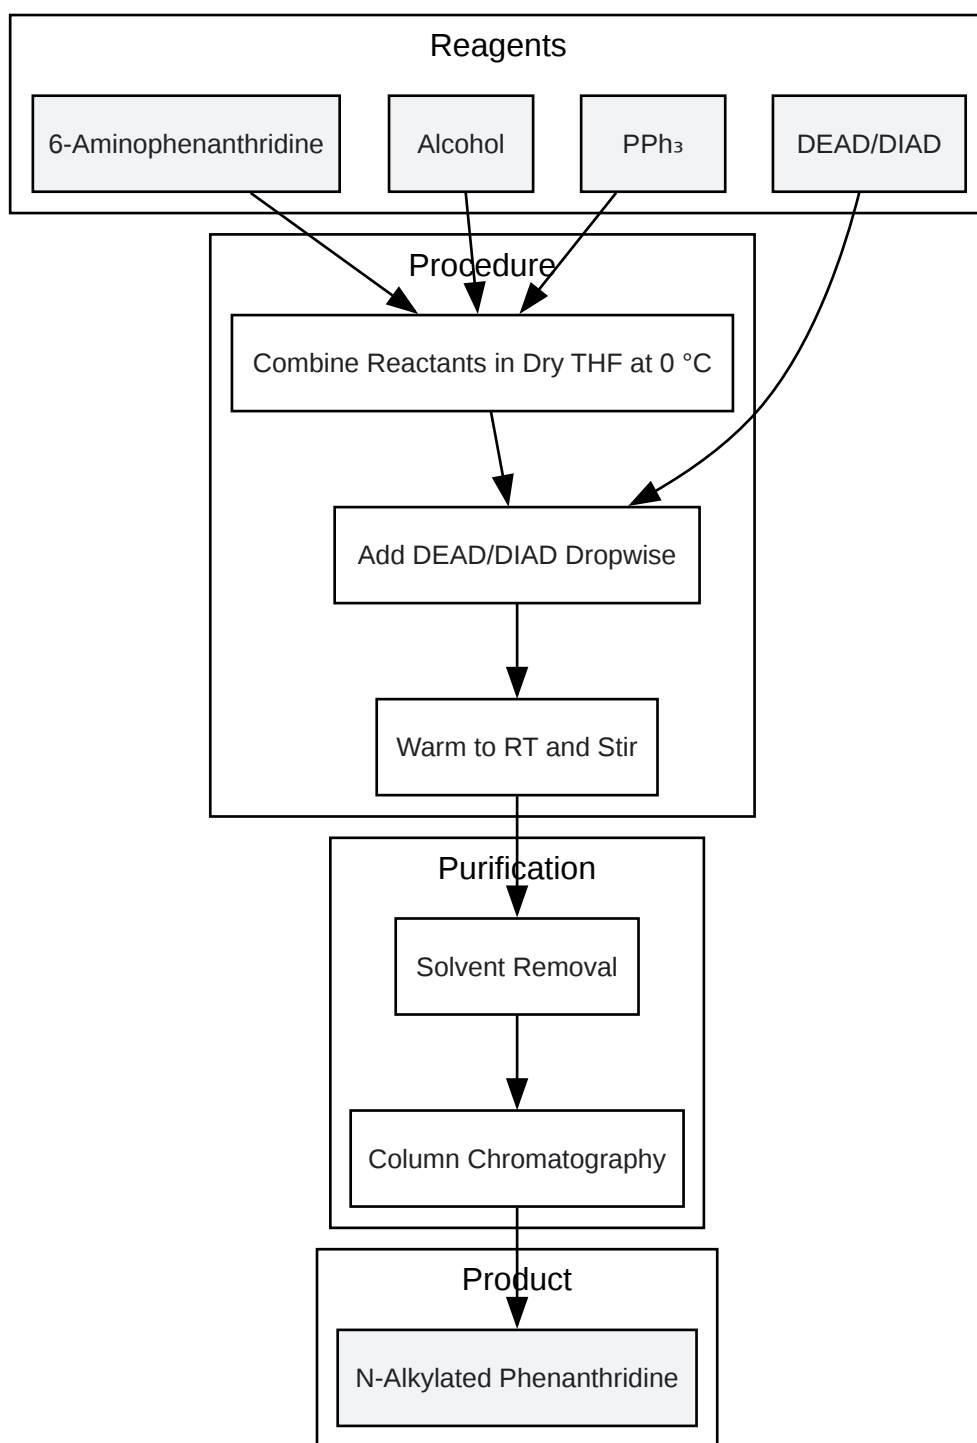 Reagents
6-Aminophenanthridine
Alcohol
PPh₃
DEAD/DIAD
Procedure
Combine Reactants in Dry THF at 0 °C
Add DEAD/DIAD Dropwise
Warm to RT and Stir
Purification
Solvent Removal
Column Chromatography
Product
N-Alkylated Phenanthridine